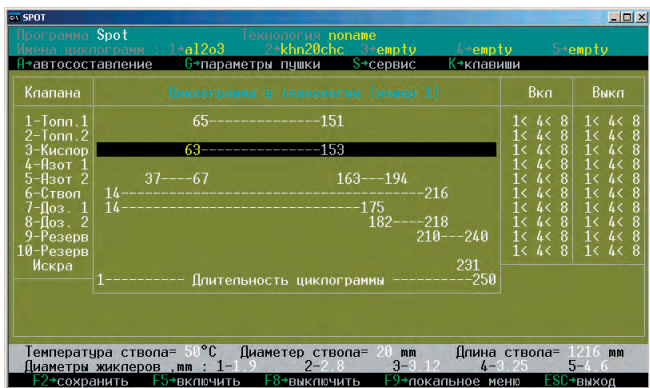 SPOT
Программа Spot Технология noname
Имена циклограмм : 1→al2o3 2→khn20chc 3→empty 4→empty 5→empty
A→автосоставление G→параметры пушки S→сервис K→клавиши
Клапана Циклограмма в технологии (номер 1) Вкл Выкл
1-Топл.1 65---------------151 1< 4< 8 1< 4< 8
2-Топл.2 1< 4< 8 1< 4< 8
3-Кислор 63----------------153 1< 4< 8 1< 4< 8
4-Азот 1 1< 4< 8 1< 4< 8
5-Азот 2 37----67 163---194 1< 4< 8 1< 4< 8
6-Ствол 14----------------------------------------216 1< 4< 8 1< 4< 8
7-Доз. 1 14--------------------------------175 1< 4< 8 1< 4< 8
8-Доз. 2 182----218 1< 4< 8 1< 4< 8
9-Резерв 210---240 1< 4< 8 1< 4< 8
10-Резерв 1< 4< 8 1< 4< 8
Искра 231
1---------- Длительность циклограммы ----------250
Температура ствола= 50°C Диаметр ствола= 20 mm Длина ствола= 1216 mm
Диаметры жиклеров ,mm : 1-1.9 2-2.8 3-3.12 4-3.25 5-4.6
F2→сохранить F5→включить F8→выключить F9→локальное меню ESC→выход